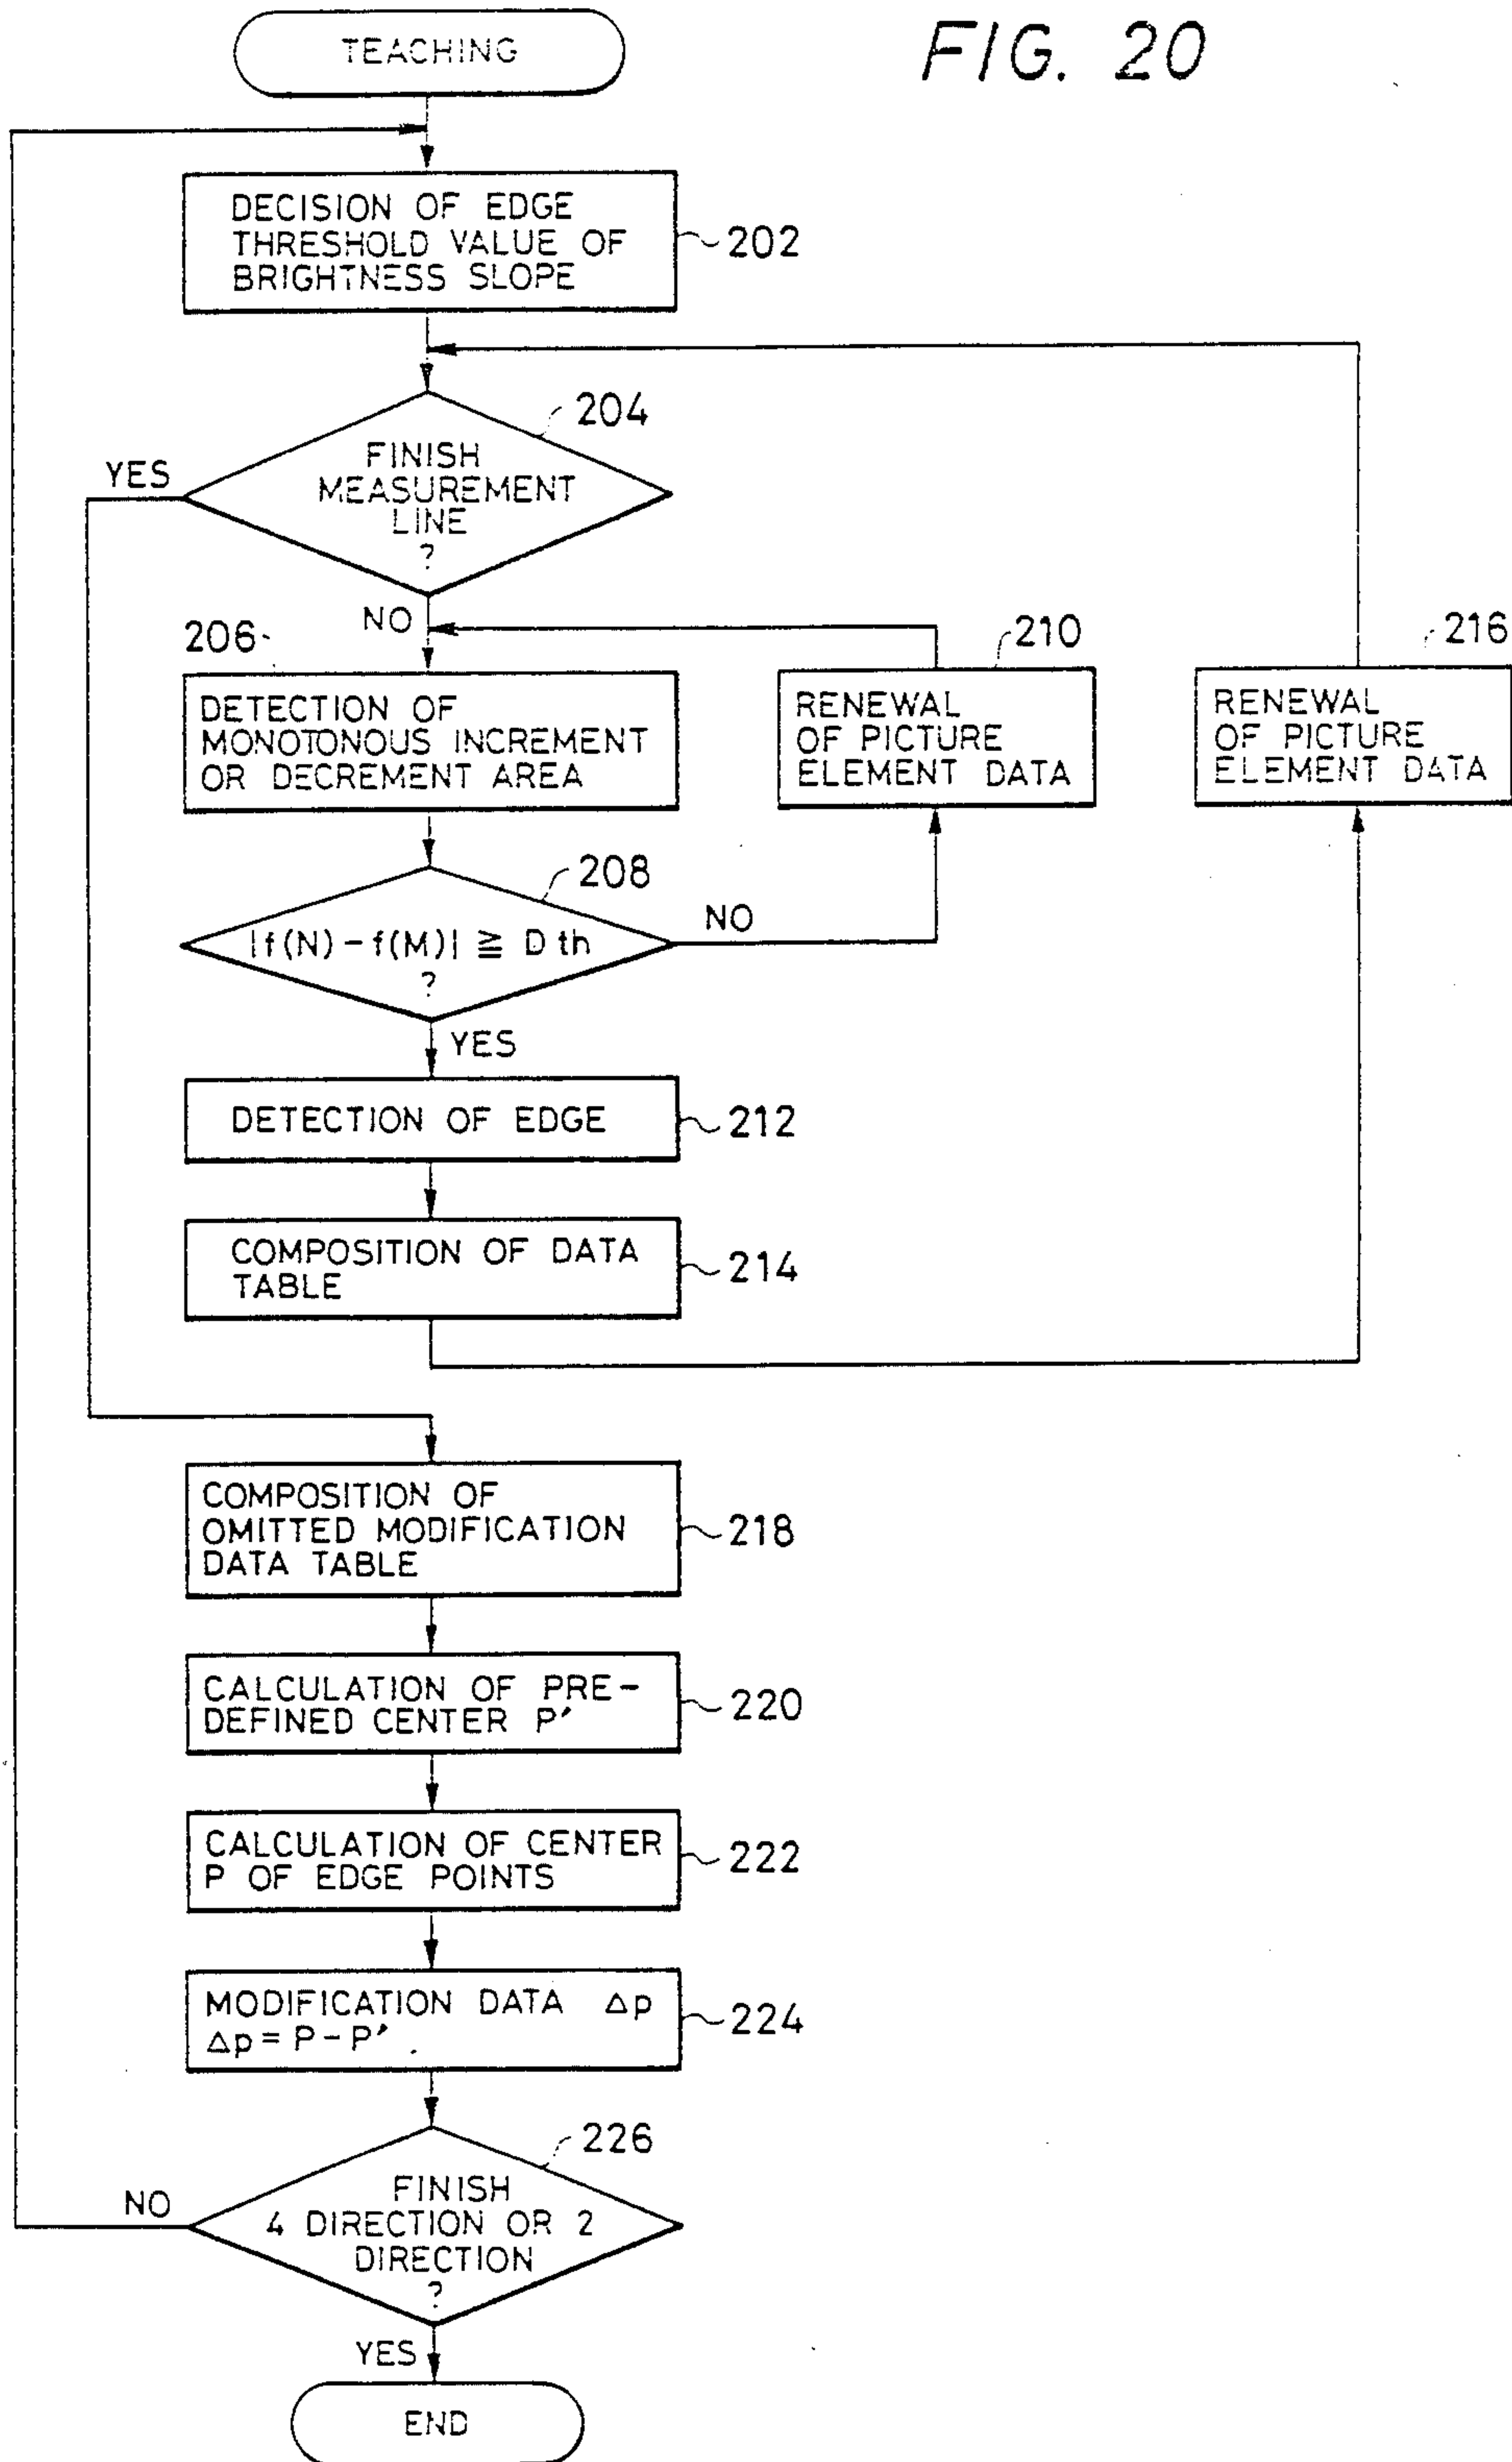 FIG. 20
TEACHING
DECISION OF EDGE
THRESHOLD VALUE OF
BRIGHTNESS SLOPE
202
204
FINISH
MEASUREMENT
LINE
?
YES
NO
206
DETECTION OF
MONOTONOUS INCREMENT
OR DECREMENT AREA
210
RENEWAL
OF PICTURE
ELEMENT DATA
216
RENEWAL
OF PICTURE
ELEMENT DATA
208
|f(N)-f(M)| ≧ Dth
?
NO
YES
DETECTION OF EDGE
212
COMPOSITION OF DATA
TABLE
214
COMPOSITION OF
OMITTED MODIFICATION
DATA TABLE
218
CALCULATION OF PRE-
DEFINED CENTER P′
220
CALCULATION OF CENTER
P OF EDGE POINTS
222
MODIFICATION DATA Δp
Δp = P - P′
224
226
FINISH
4 DIRECTION OR 2
DIRECTION
?
NO
YES
END